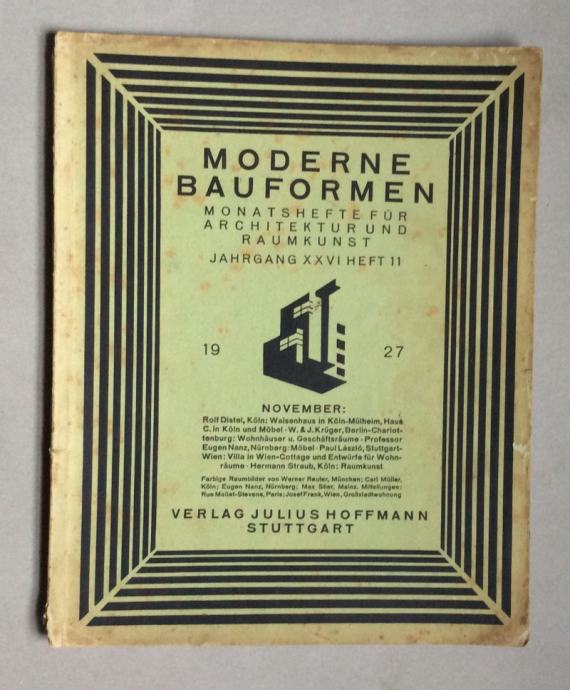 MODERNE
BAUFORMEN
MONATSHEFTE FÜR
ARCHITEKTUR UND
RAUMKUNST
JAHRGANG XXVI HEFT 11
19 27
NOVEMBER:
Rolf Distel, Köln: Waisenhaus in Köln-Mülheim, Haus
C. in Köln und Möbel · W. & J. Krüger, Berlin-Charlot-
tenburg: Wohnhäuser u. Geschäftsräume · Professor
Eugen Nanz, Nürnberg: Möbel · Paul László, Stuttgart-
Wien: Villa in Wien-Cottage und Entwürfe für Wohn-
räume · Hermann Straub, Köln: Raumkunst
Farbige Raumbilder von Werner Reuter, München; Carl Müller,
Köln; Eugen Nanz, Nürnberg; Max Stier, Mainz. Mitteilungen:
Rue Mallet-Stevens, Paris; Josef Frank, Wien, Großstadtwohnung
VERLAG JULIUS HOFFMANN
STUTTGART